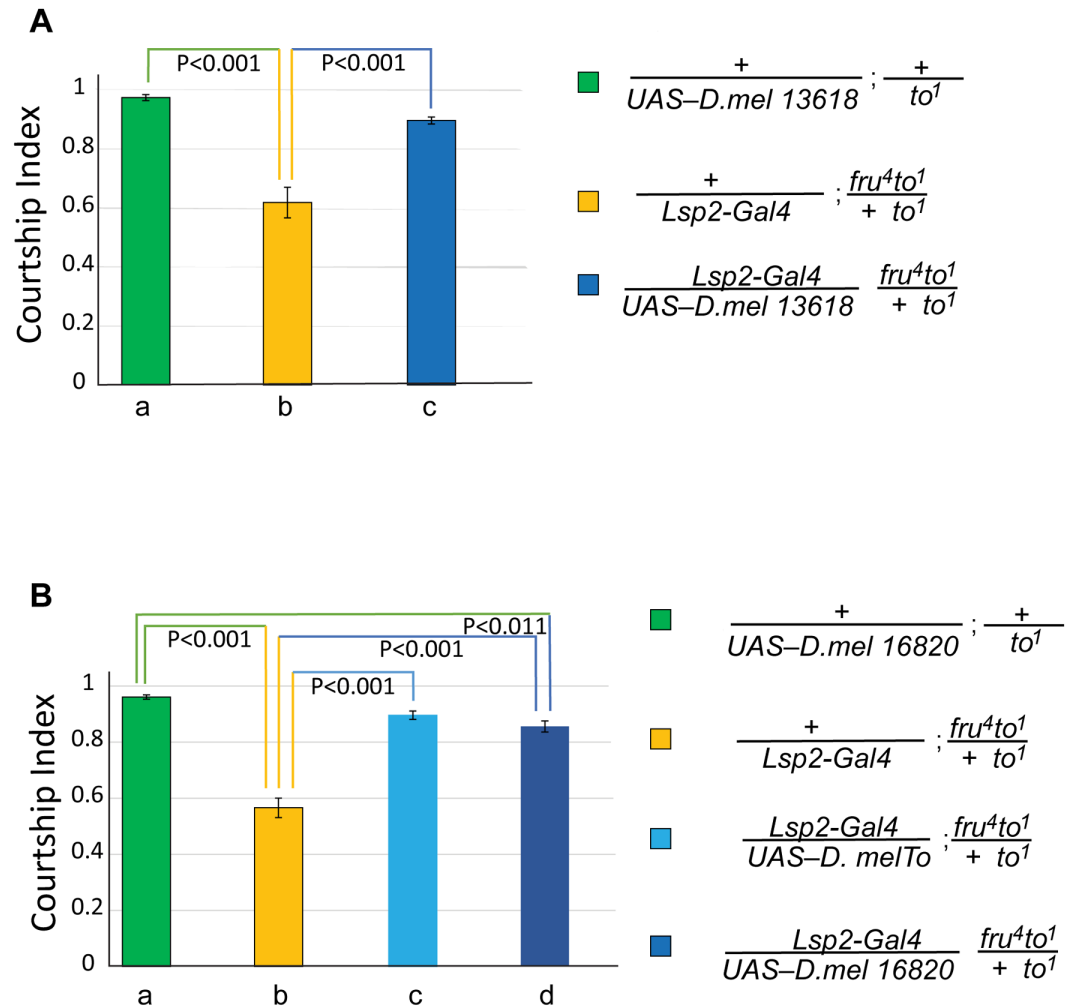 A
P<0.001 P<0.001
Courtship Index
1
0.8
0.6
0.4
0.2
0
a b c
+ ; +
UAS–D.mel 13618 to¹
+ ; fru⁴to¹
Lsp2-Gal4 + to¹
Lsp2-Gal4 fru⁴to¹
UAS–D.mel 13618 + to¹
B
P<0.011
P<0.001
P<0.001
P<0.001
Courtship Index
1
0.8
0.6
0.4
0.2
0
a b c d
+ ; +
UAS–D.mel 16820 to¹
+ ; fru⁴to¹
Lsp2-Gal4 + to¹
Lsp2-Gal4 ; fru⁴to¹
UAS–D. melTo + to¹
Lsp2-Gal4 fru⁴to¹
UAS–D.mel 16820 + to¹